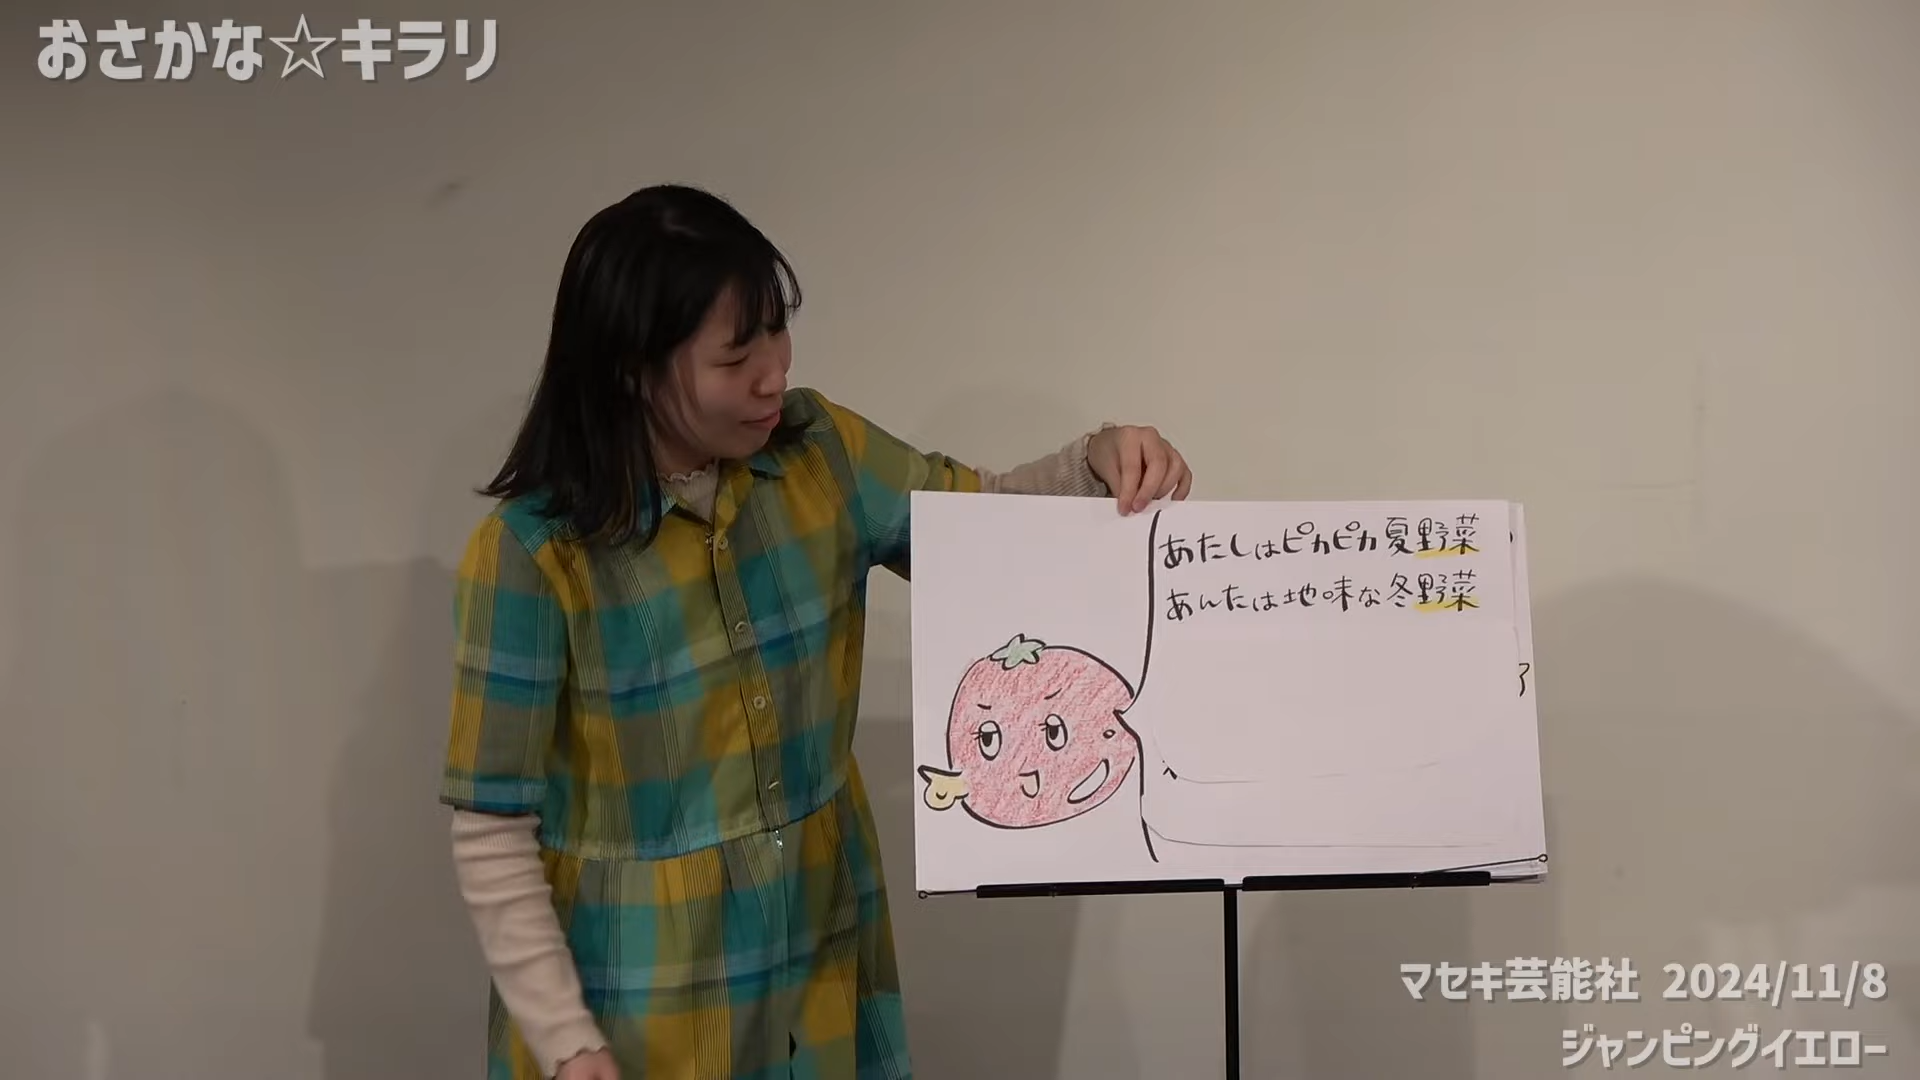 おさかな☆キラリ
あたしはピカピカ夏野菜
あんたは地味な冬野菜
マセキ芸能社 2024/11/8
ジャンピングイエロー